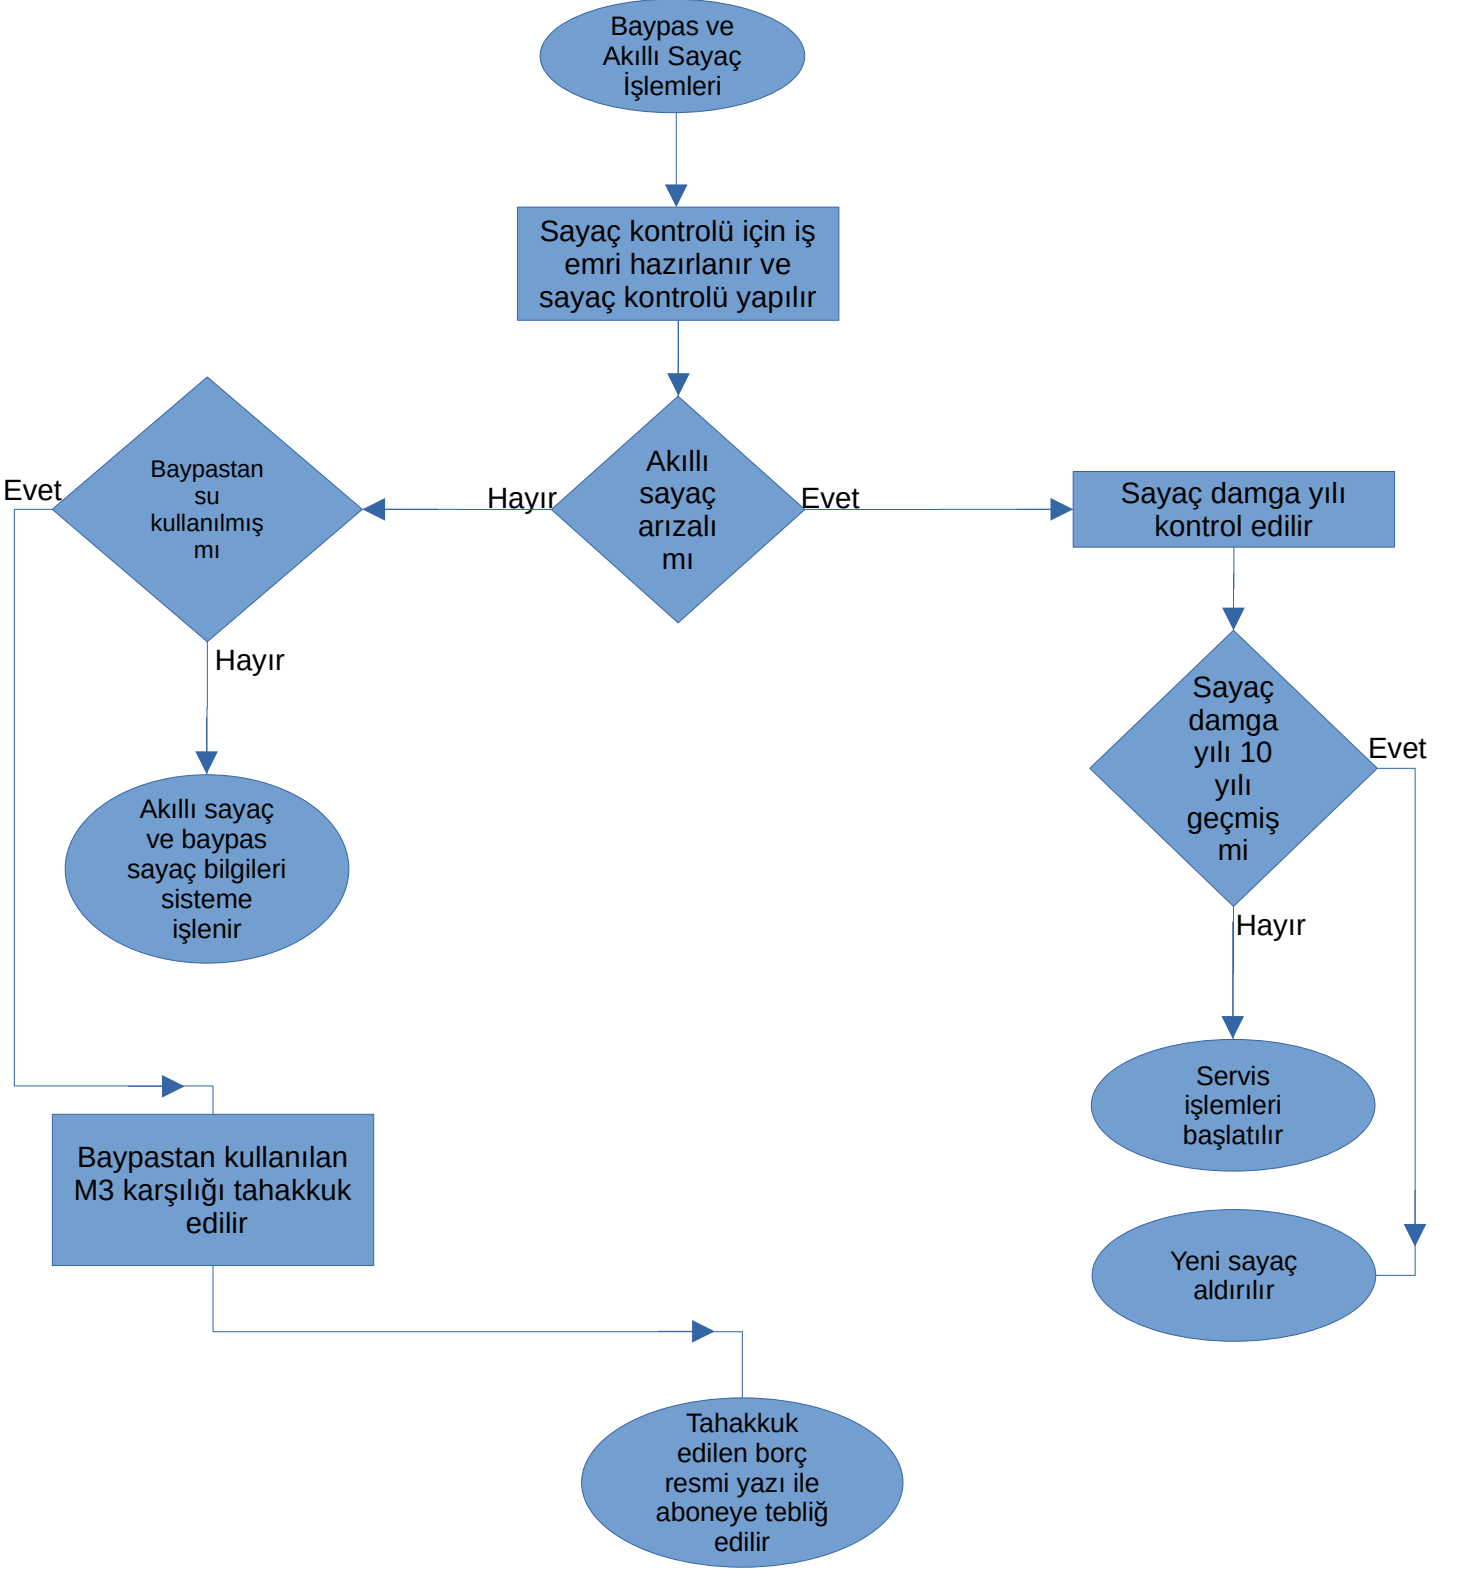 Baypas ve
Akıllı Sayaç
İşlemleri
Sayaç kontrolü için iş
emri hazırlanır ve
sayaç kontrolü yapılır
Akıllı
sayaç
arızalı
mı
Hayır
Evet
Baypastan
su
kullanılmış
mı
Evet
Hayır
Akıllı sayaç
ve baypas
sayaç bilgileri
sisteme
işlenir
Sayaç damga yılı
kontrol edilir
Sayaç
damga
yılı 10
yılı
geçmiş
mi
Evet
Hayır
Servis
işlemleri
başlatılır
Yeni sayaç
aldırılır
Baypastan kullanılan
M3 karşılığı tahakkuk
edilir
Tahakkuk
edilen borç
resmi yazı ile
aboneye tebliğ
edilir